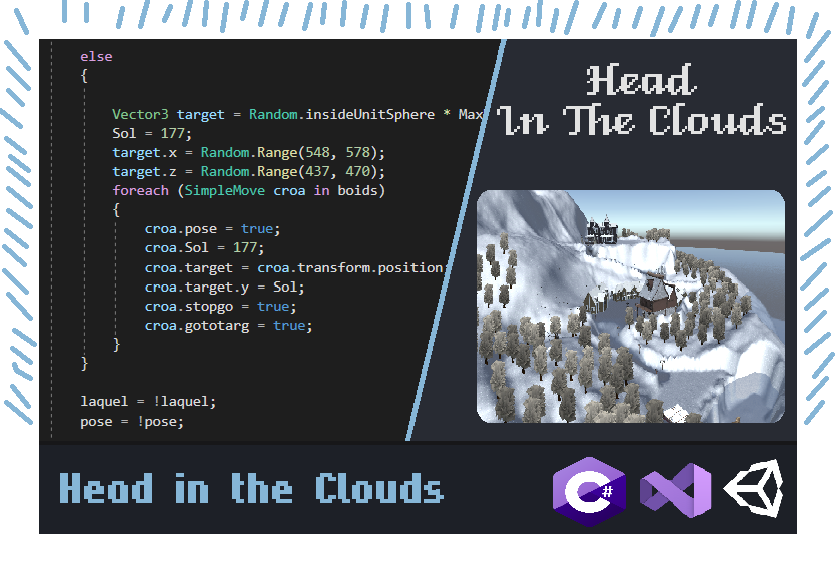 else
{
Vector3 target = Random.insideUnitSphere * Max
Sol = 177;
target.x = Random.Range(548, 578);
target.z = Random.Range(437, 470);
foreach (SimpleMove croa in boids)
{
croa.pose = true;
croa.Sol = 177;
croa.target = croa.transform.position;
croa.target.y = Sol;
croa.stopgo = true;
croa.gototarg = true;
}
}
laquel = !laquel;
pose = !pose;
Head
In The Clouds
Head in the Clouds
C#